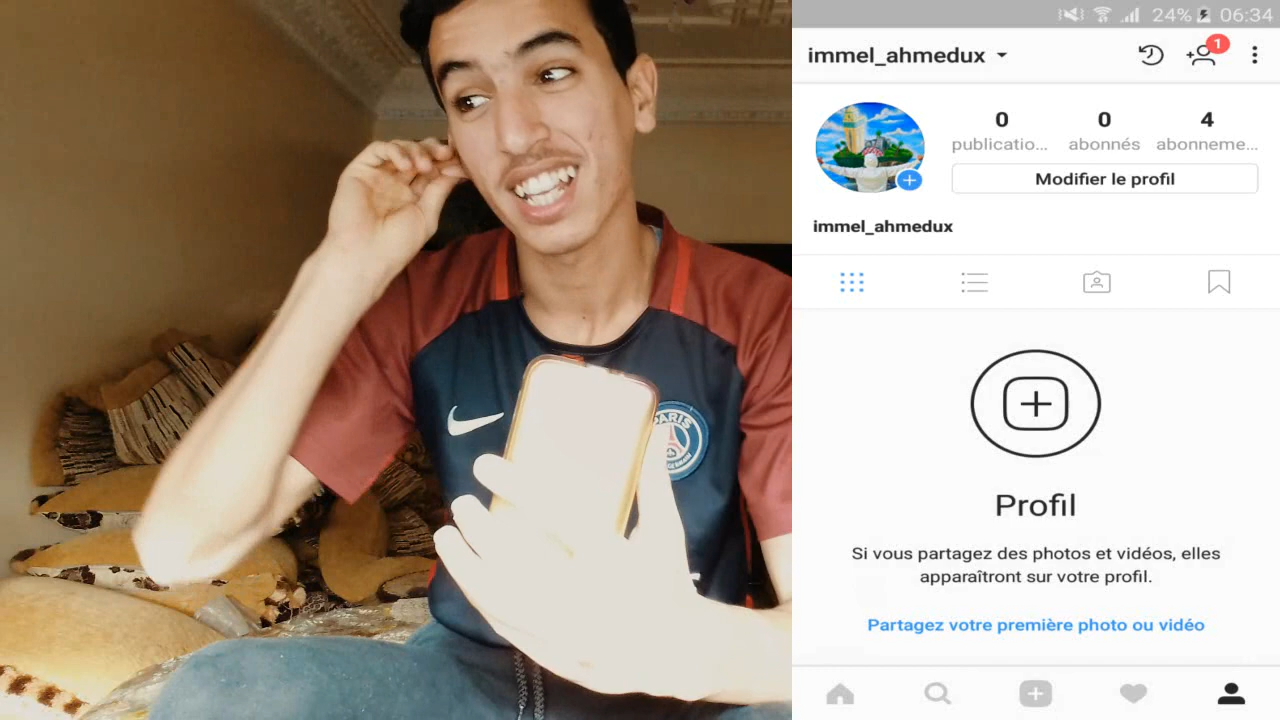 24% 06:34
immel_ahmedux
1
0 0 4
publicatio... abonnés abonneme...
Modifier le profil
immel_ahmedux
Profil
Si vous partagez des photos et vidéos, elles
apparaîtront sur votre profil.
Partagez votre première photo ou vidéo
PARIS